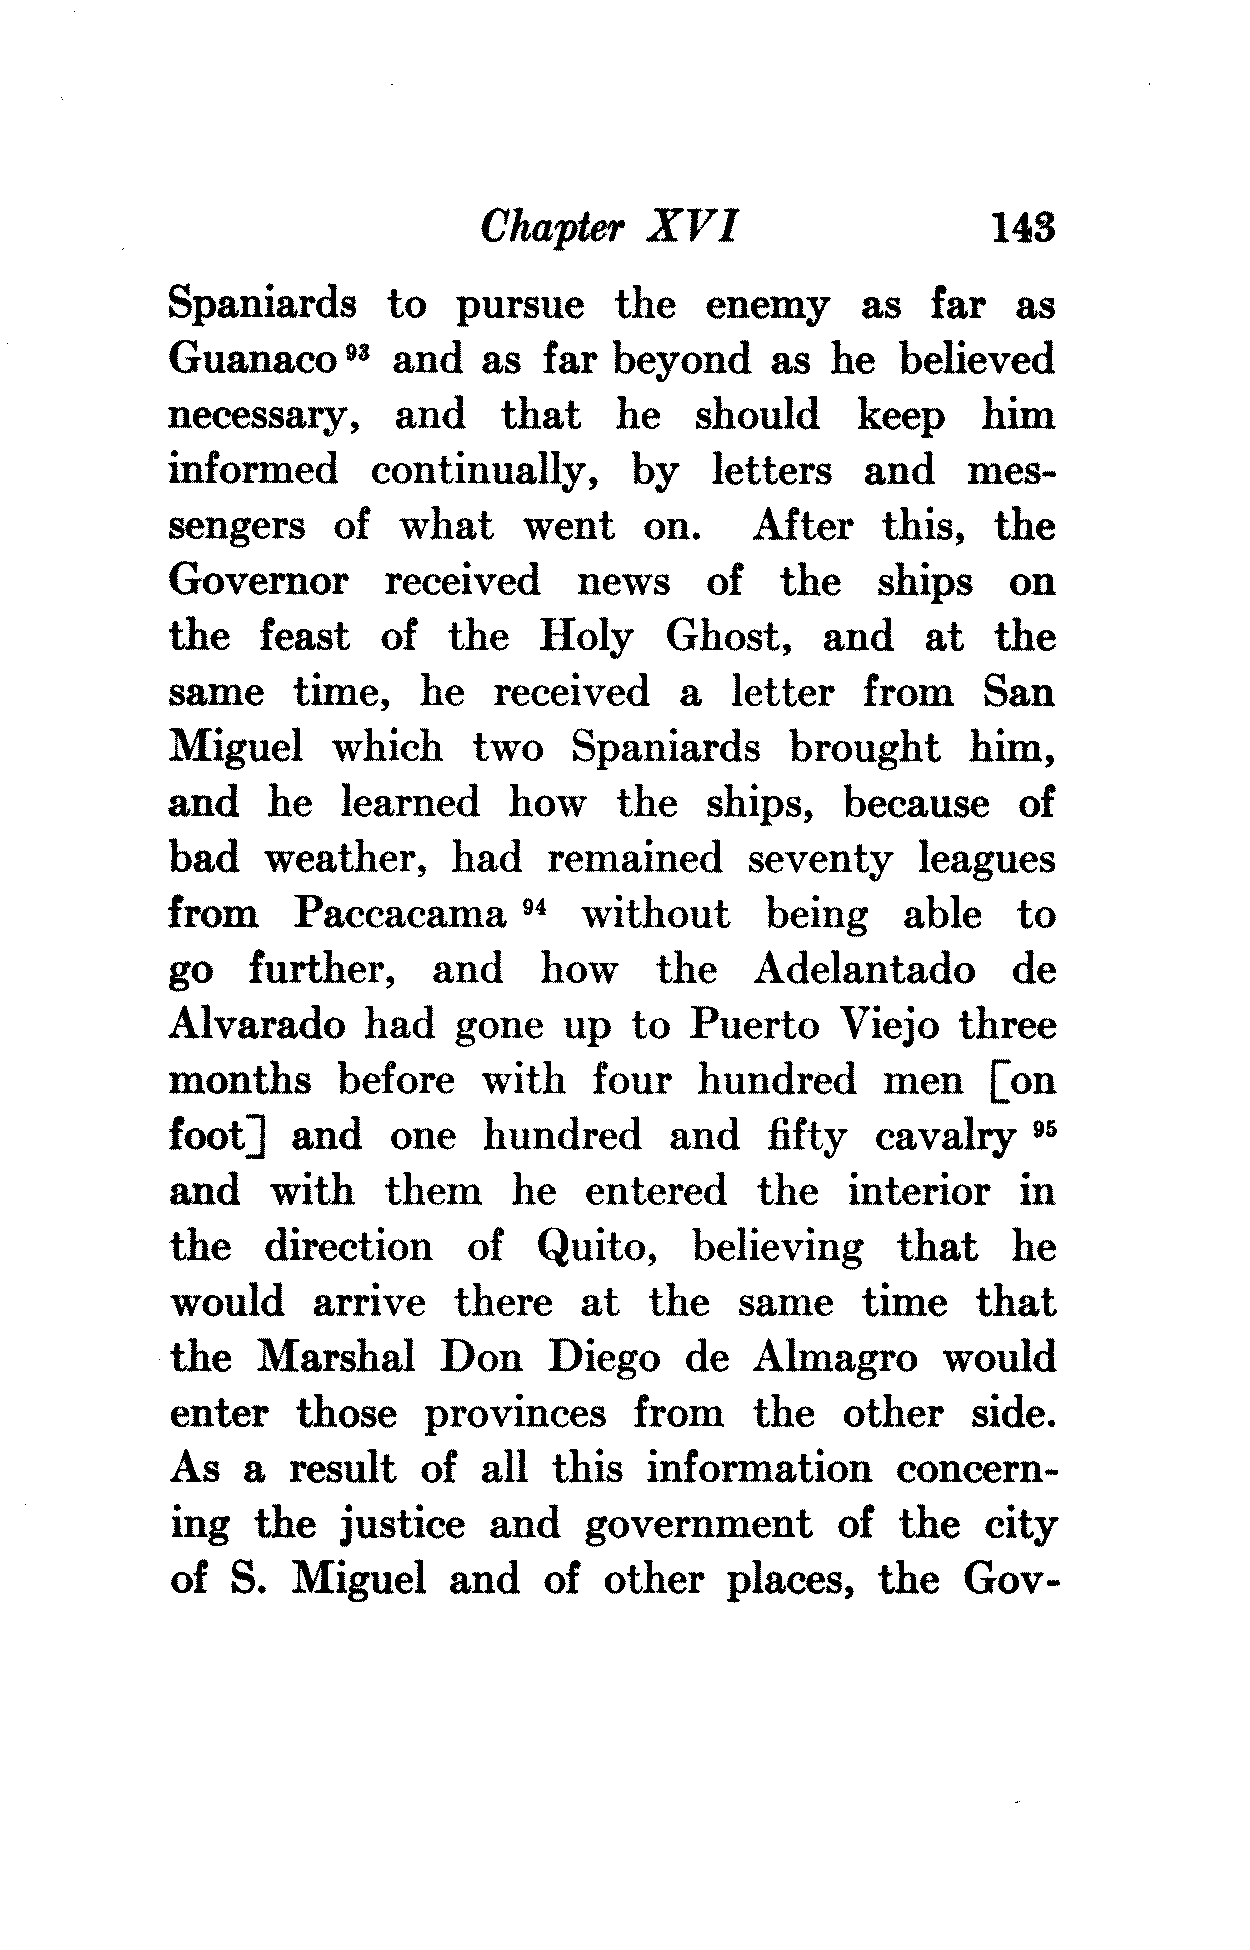 Chapter XVI 143
Spaniards to pursue the enemy as far as
Guanaco 93 and as far beyond as he believed
necessary, and that he should keep him
informed continually, by letters and mes-
sengers of what went on. After this, the
Governor received news of the ships on
the feast of the Holy Ghost, and at the
same time, he received a letter from San
Miguel which two Spaniards brought him,
and he learned how the ships, because of
bad weather, had remained seventy leagues
from Paccacama 94 without being able to
go further, and how the Adelantado de
Alvarado had gone up to Puerto Viejo three
months before with four hundred men [on
foot] and one hundred and fifty cavalry 95
and with them he entered the interior in
the direction of Quito, believing that he
would arrive there at the same time that
the Marshal Don Diego de Almagro would
enter those provinces from the other side.
As a result of all this information concern-
ing the justice and government of the city
of S. Miguel and of other places, the Gov-